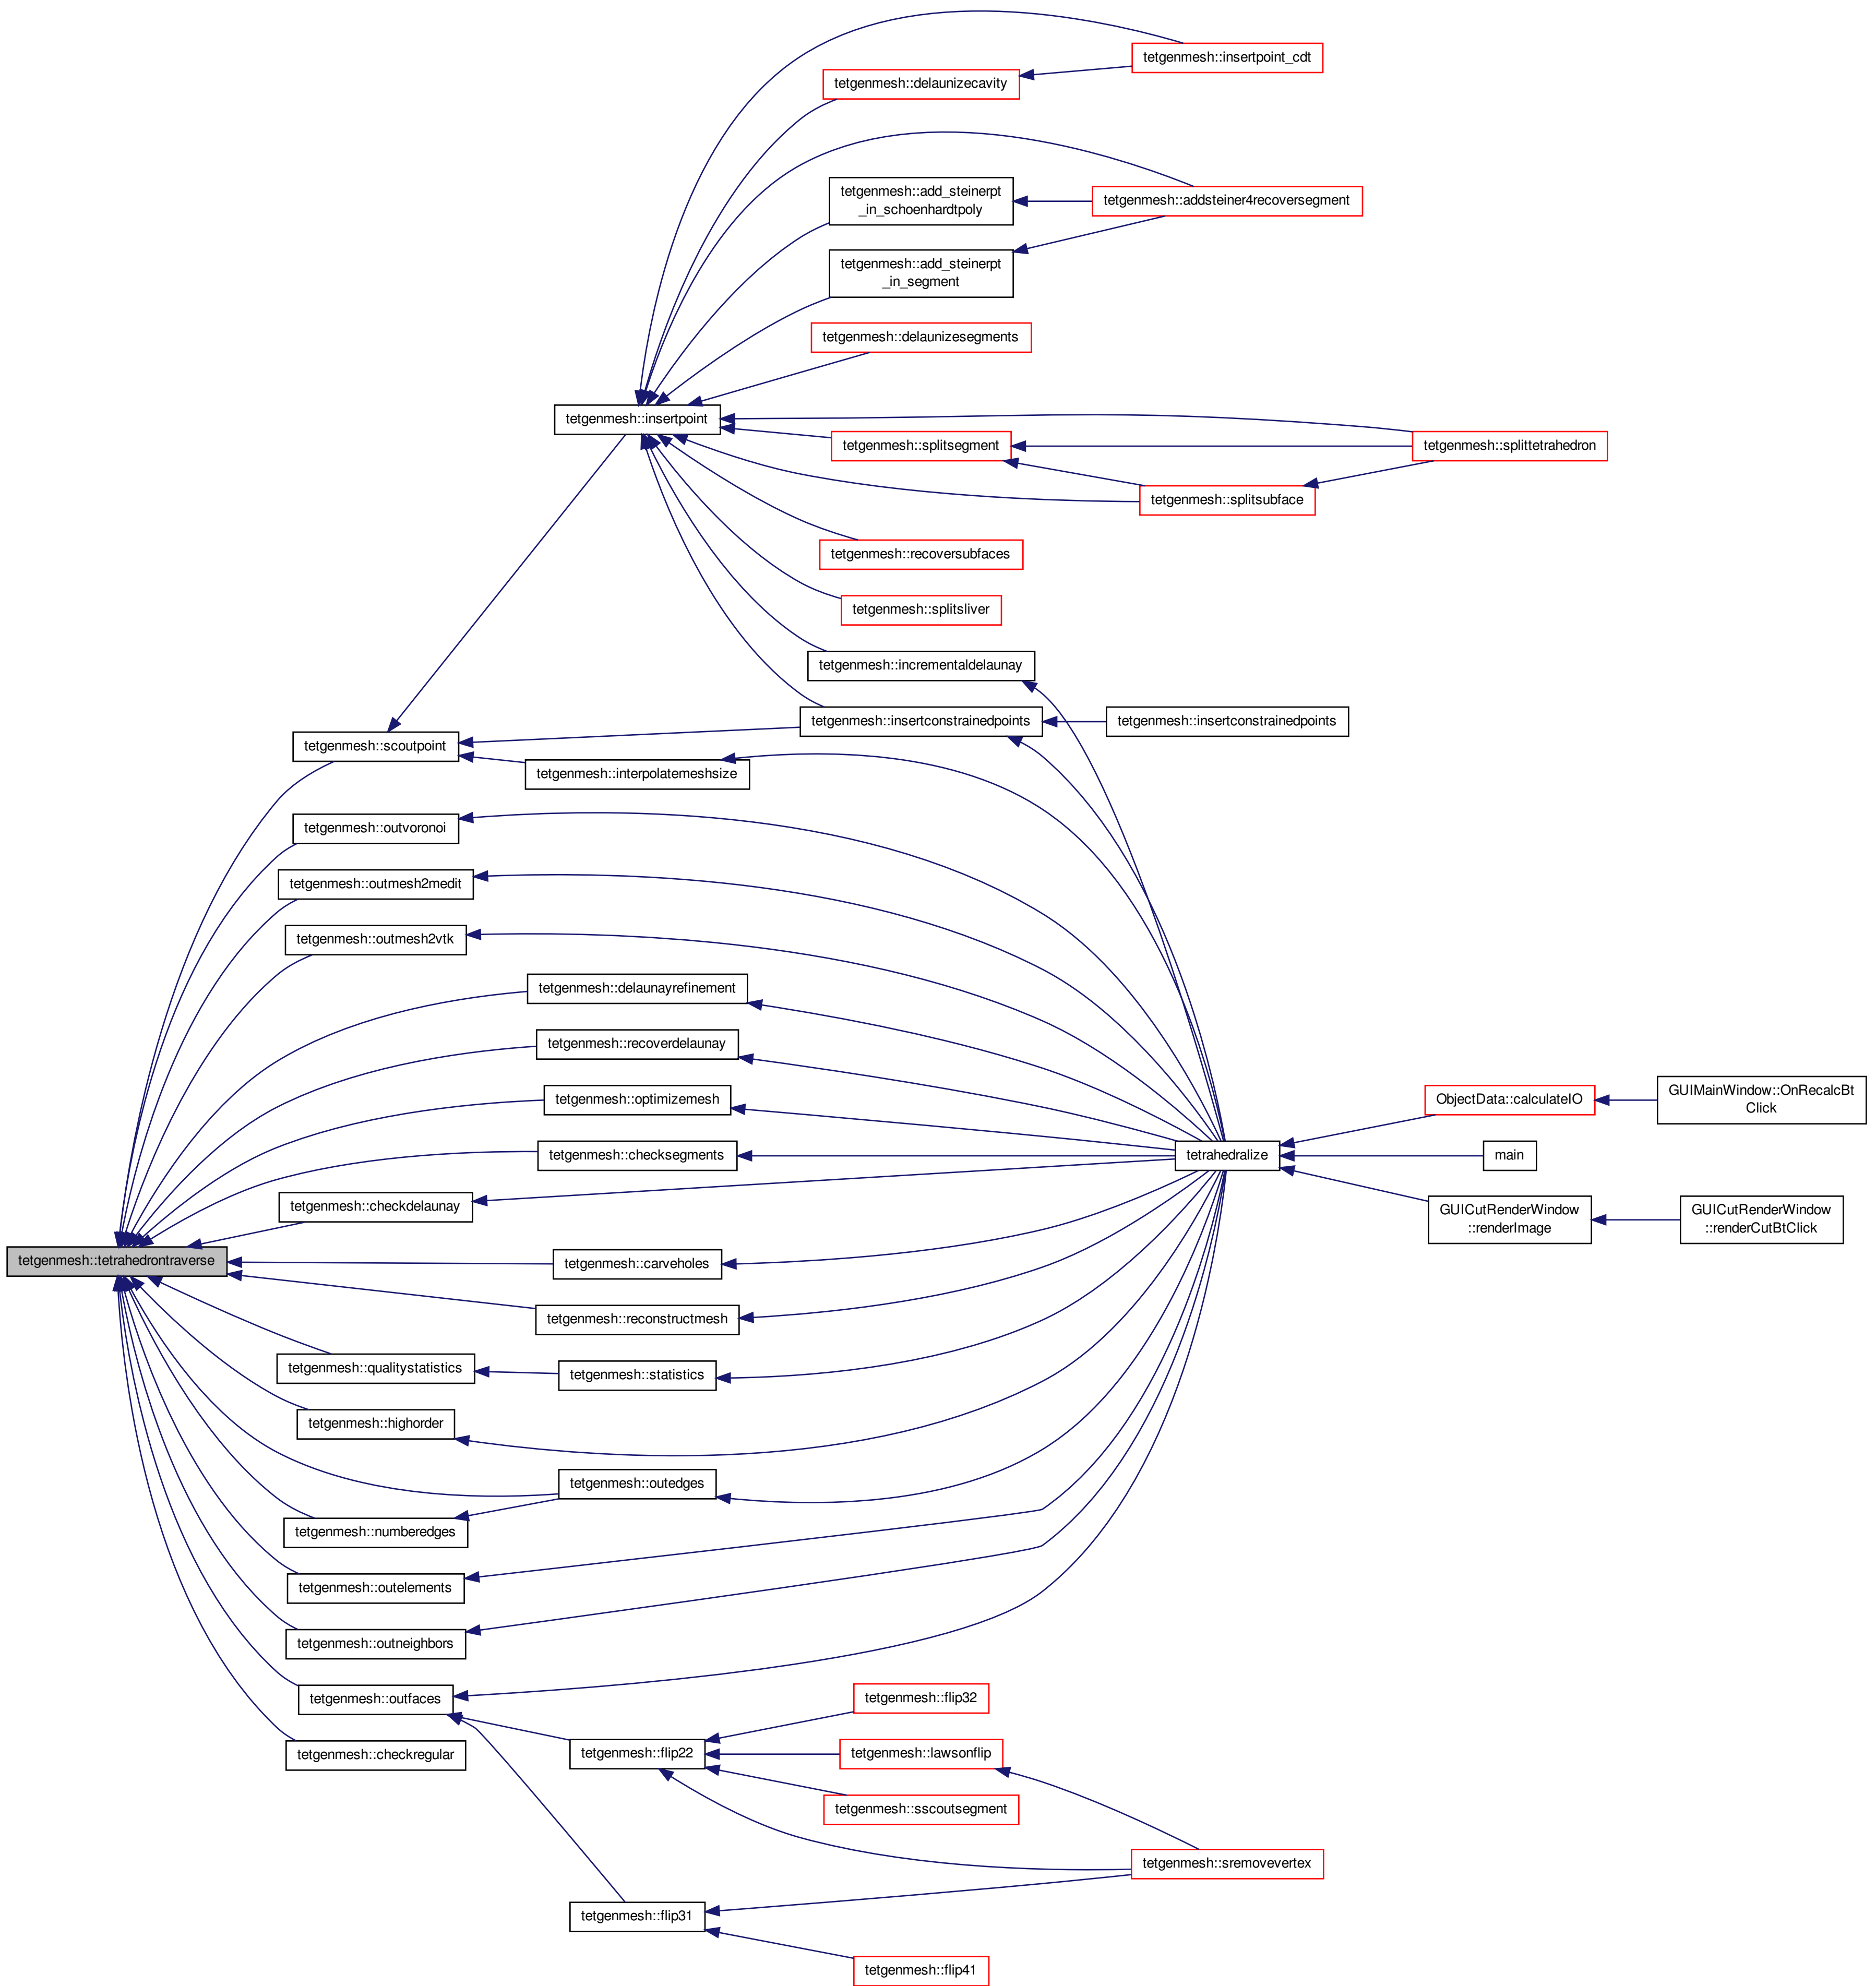 tetgenmesh::insertpoint_cdt
tetgenmesh::delaunizecavity
tetgenmesh::add_steinerpt
_in_schoenhardtpoly
tetgenmesh::addsteiner4recoversegment
tetgenmesh::add_steinerpt
_in_segment
tetgenmesh::delaunizesegments
tetgenmesh::insertpoint
tetgenmesh::splitsegment
tetgenmesh::splittetrahedron
tetgenmesh::splitsubface
tetgenmesh::recoversubfaces
tetgenmesh::splitsliver
tetgenmesh::incrementaldelaunay
tetgenmesh::insertconstrainedpoints
tetgenmesh::insertconstrainedpoints
tetgenmesh::scoutpoint
tetgenmesh::interpolatemeshsize
tetgenmesh::outvoronoi
tetgenmesh::outmesh2medit
tetgenmesh::outmesh2vtk
tetgenmesh::delaunayrefinement
tetgenmesh::recoverdelaunay
tetgenmesh::optimizemesh
ObjectData::calculateIO
GUIMainWindow::OnRecalcBt
Click
tetgenmesh::checksegments
tetrahedralize
main
tetgenmesh::checkdelaunay
GUICutRenderWindow
::renderImage
GUICutRenderWindow
::renderCutBtClick
tetgenmesh::tetrahedrontraverse
tetgenmesh::carveholes
tetgenmesh::reconstructmesh
tetgenmesh::qualitystatistics
tetgenmesh::statistics
tetgenmesh::highorder
tetgenmesh::outedges
tetgenmesh::numberedges
tetgenmesh::outelements
tetgenmesh::outneighbors
tetgenmesh::outfaces
tetgenmesh::flip32
tetgenmesh::checkregular
tetgenmesh::flip22
tetgenmesh::lawsonflip
tetgenmesh::sscoutsegment
tetgenmesh::sremovevertex
tetgenmesh::flip31
tetgenmesh::flip41